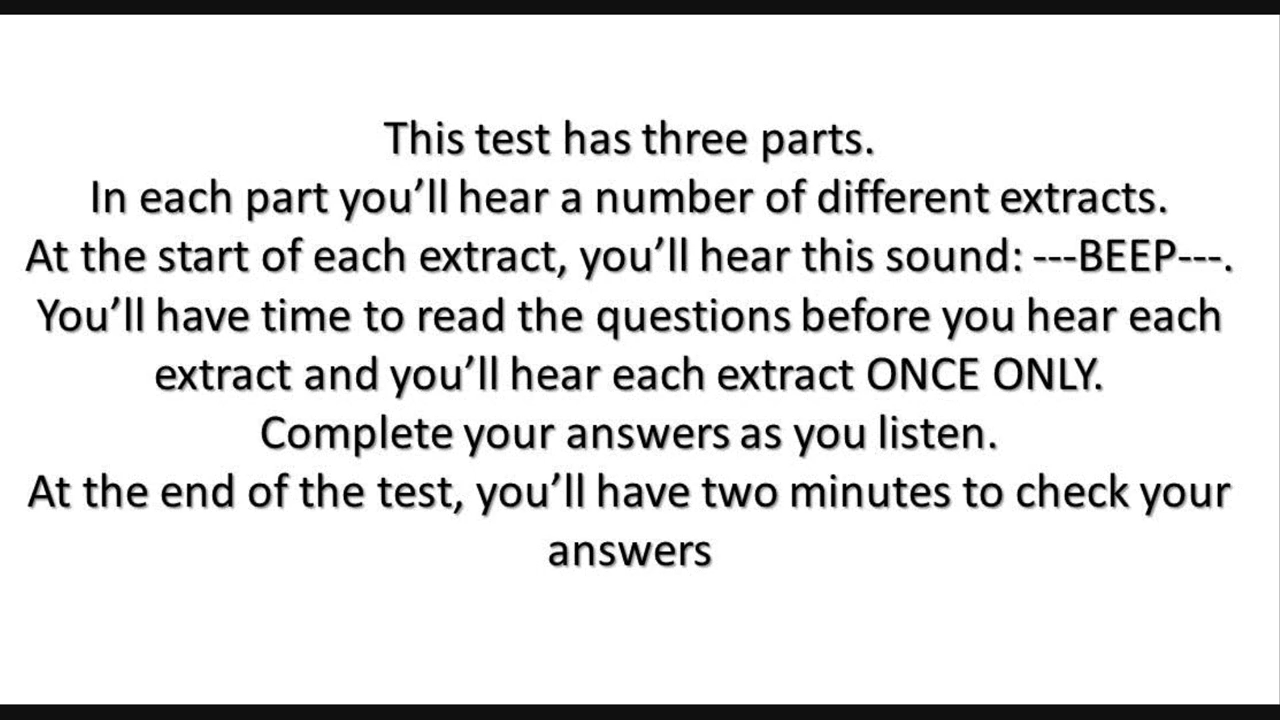 This test has three parts.
In each part you’ll hear a number of different extracts.
At the start of each extract, you’ll hear this sound: ---BEEP---.
You’ll have time to read the questions before you hear each
extract and you’ll hear each extract ONCE ONLY.
Complete your answers as you listen.
At the end of the test, you’ll have two minutes to check your
answers